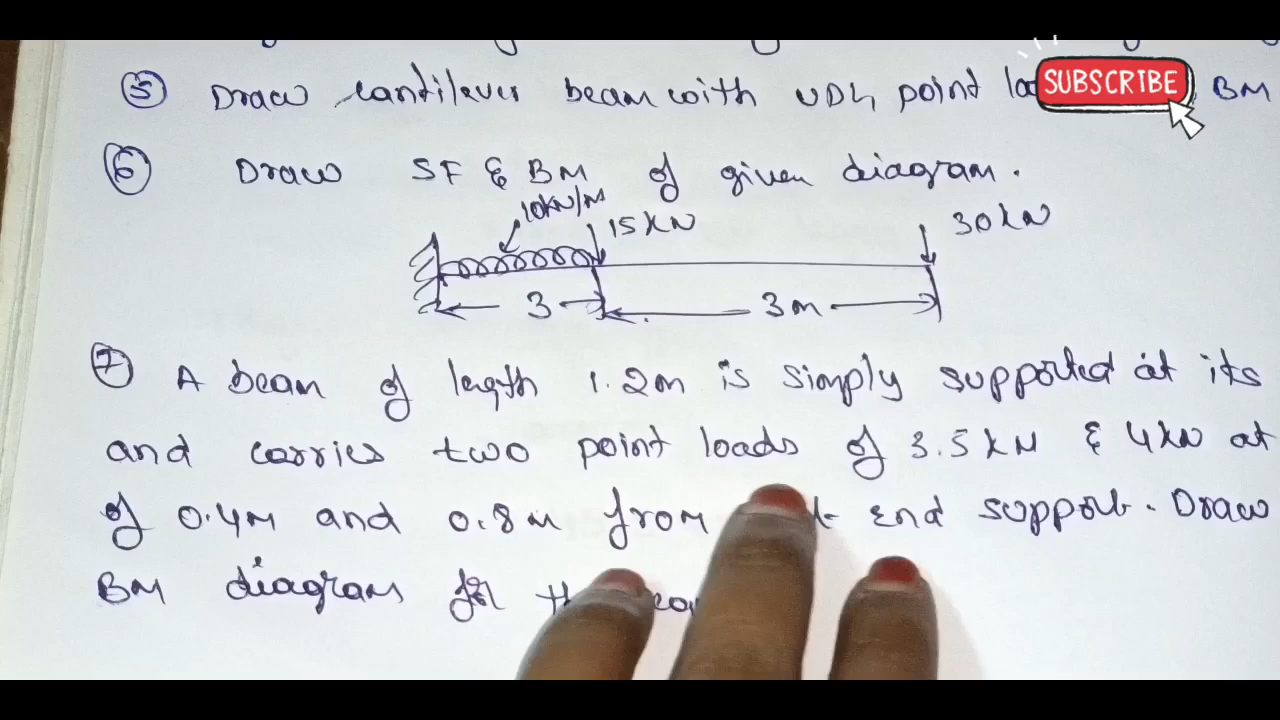 ⑤ Draw cantilever beam with UDL, point BM
SUBSCRIBE
⑥ Draw SF & BM of given diagram.
10kN/M
15kN
30kN
3
3m
⑦ A beam of length 1.2m is simply supported at its
and carries two point loads of 3.5kN & 4kN at
of 0.4m and 0.8m from end support. Draw
BM diagram for